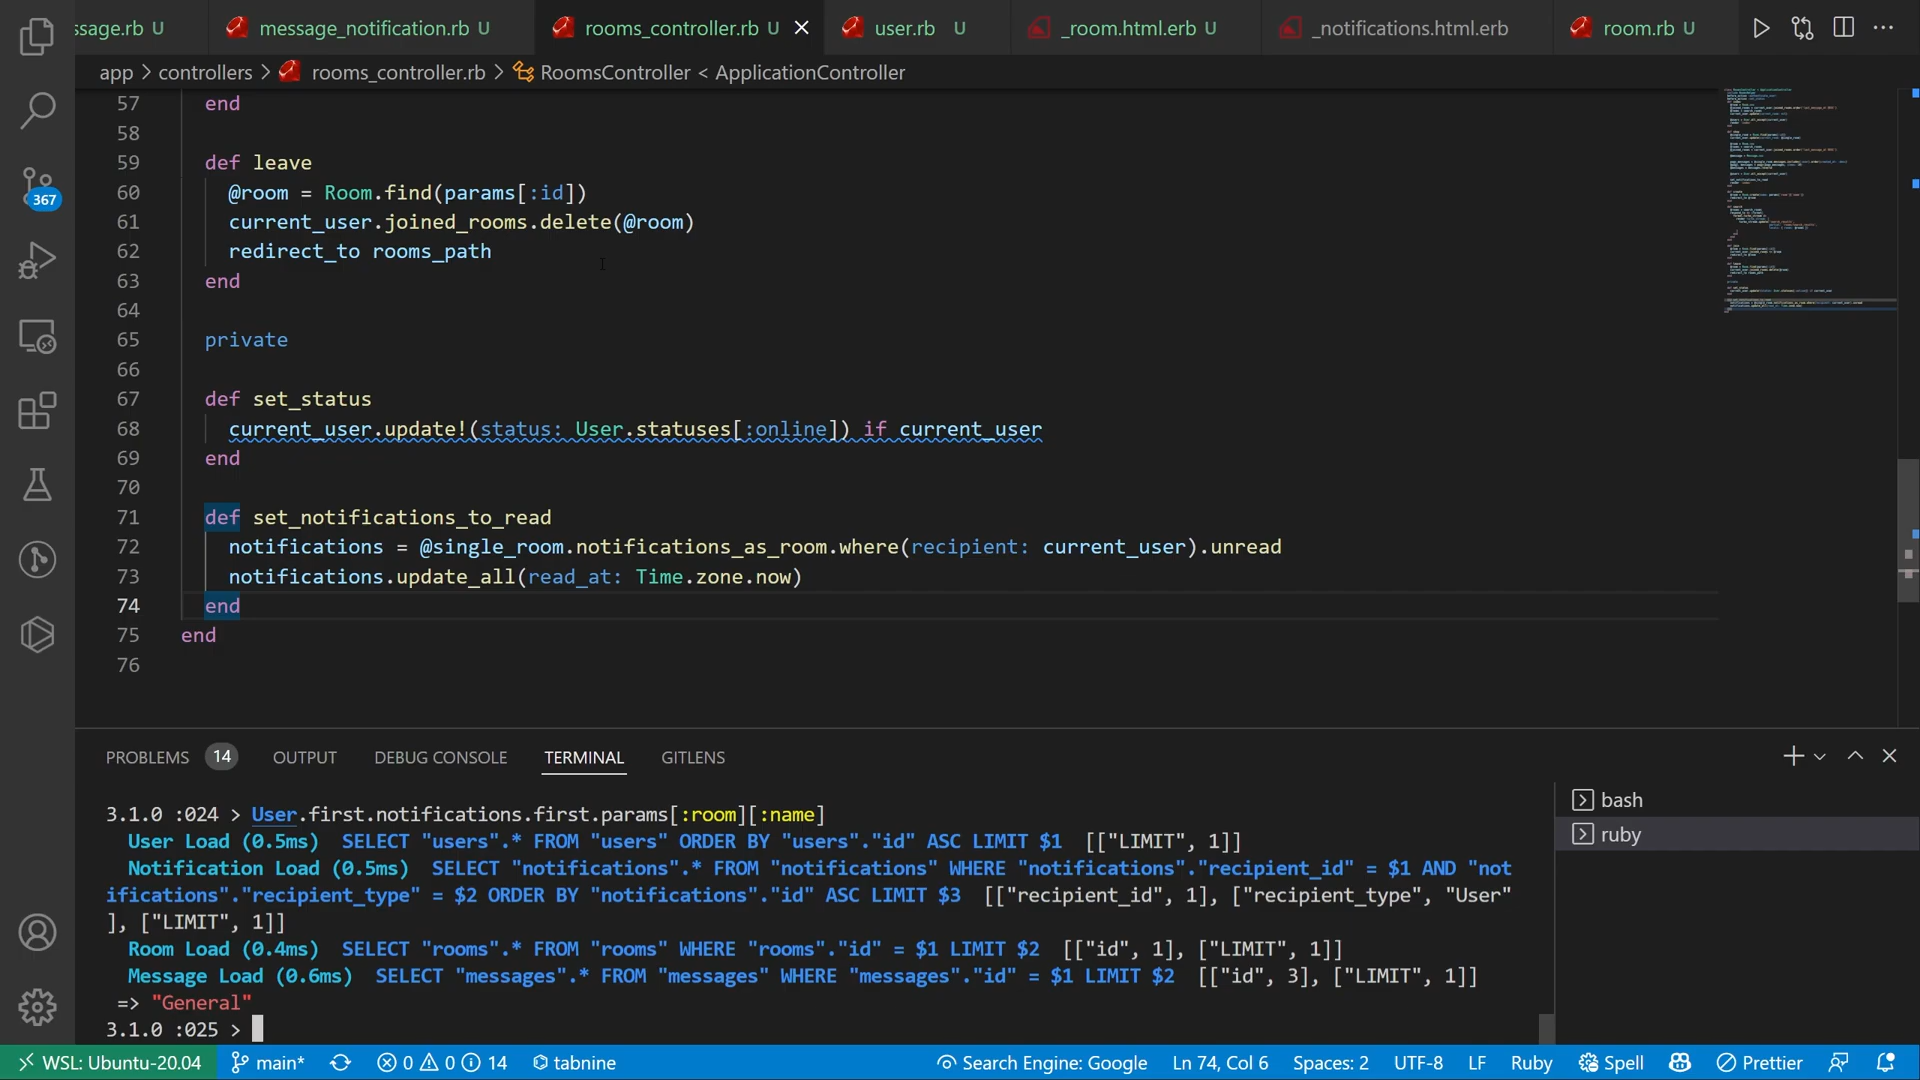 ssage.rb U
message_notification.rb U
rooms_controller.rb U
user.rb U
_room.html.erb U
_notifications.html.erb
room.rb U
app > controllers > rooms_controller.rb > RoomsController < ApplicationController
57 end
58
59 def leave
60 @room = Room.find(params[:id])
61 current_user.joined_rooms.delete(@room)
62 redirect_to rooms_path
63 end
64
65 private
66
67 def set_status
68 current_user.update!(status: User.statuses[:online]) if current_user
69 end
70
71 def set_notifications_to_read
72 notifications = @single_room.notifications_as_room.where(recipient: current_user).unread
73 notifications.update_all(read_at: Time.zone.now)
74 end
75 end
76
367
PROBLEMS 14 OUTPUT DEBUG CONSOLE TERMINAL GITLENS
3.1.0 :024 > User.first.notifications.first.params[:room][:name]
User Load (0.5ms) SELECT "users".* FROM "users" ORDER BY "users"."id" ASC LIMIT $1 [["LIMIT", 1]]
Notification Load (0.5ms) SELECT "notifications".* FROM "notifications" WHERE "notifications"."recipient_id" = $1 AND "not
ifications"."recipient_type" = $2 ORDER BY "notifications"."id" ASC LIMIT $3 [["recipient_id", 1], ["recipient_type", "User"
], ["LIMIT", 1]]
Room Load (0.4ms) SELECT "rooms".* FROM "rooms" WHERE "rooms"."id" = $1 LIMIT $2 [["id", 1], ["LIMIT", 1]]
Message Load (0.6ms) SELECT "messages".* FROM "messages" WHERE "messages"."id" = $1 LIMIT $2 [["id", 3], ["LIMIT", 1]]
=> "General"
3.1.0 :025 >
bash
ruby
WSL: Ubuntu-20.04 main* 0 0 14 tabnine Search Engine: Google Ln 74, Col 6 Spaces: 2 UTF-8 LF Ruby Spell Prettier